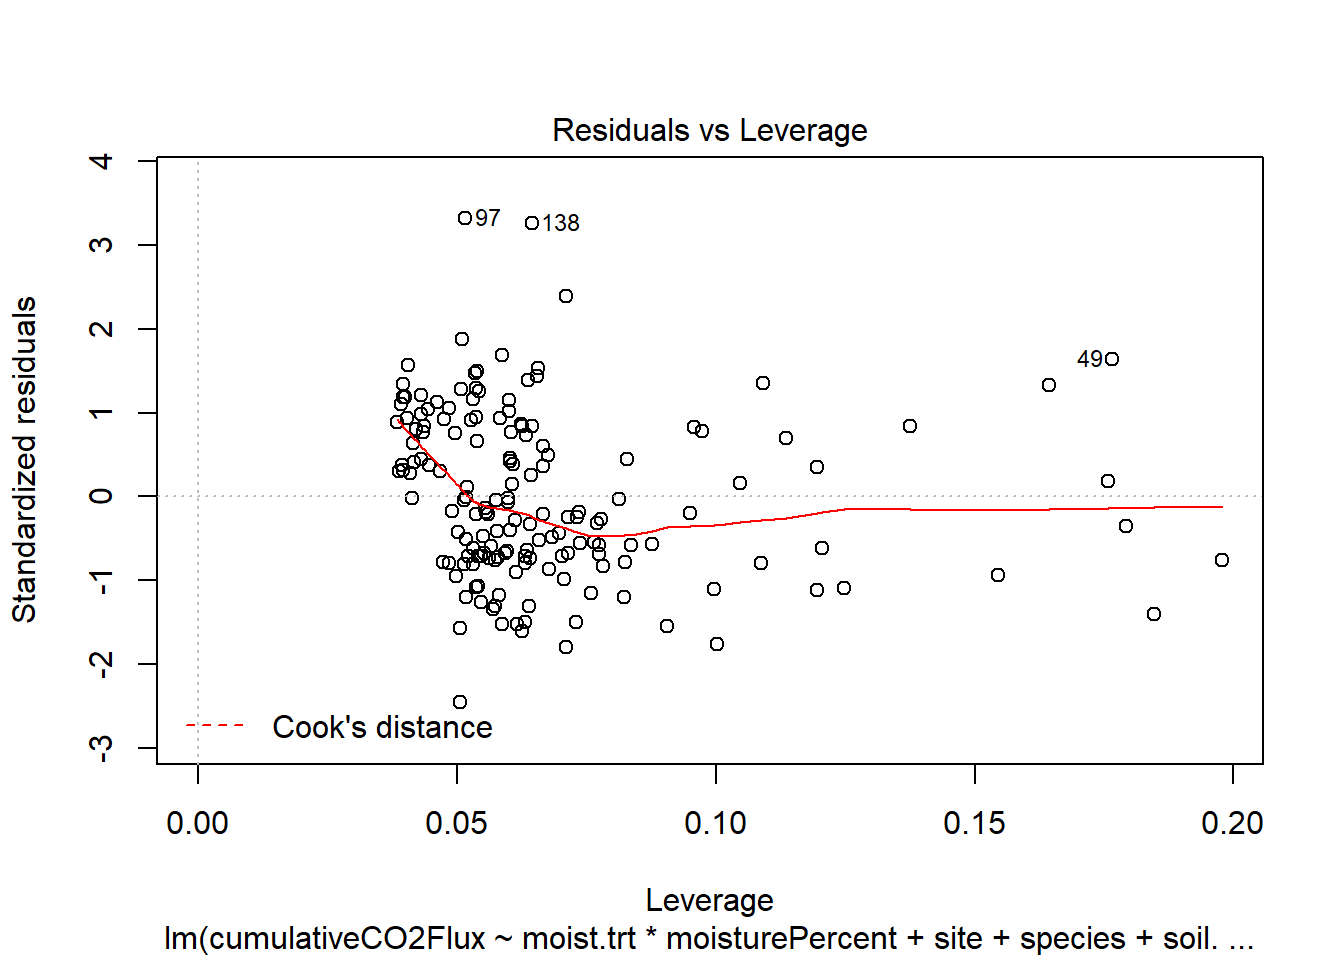 Residuals vs Leverage
4
3
2
1
0
-1
-2
-3
Standardized residuals
97
138
49
Cook's distance
0.00 0.05 0.10 0.15 0.20
Leverage
lm(cumulativeCO2Flux ~ moist.trt * moisturePercent + site + species + soil. ...